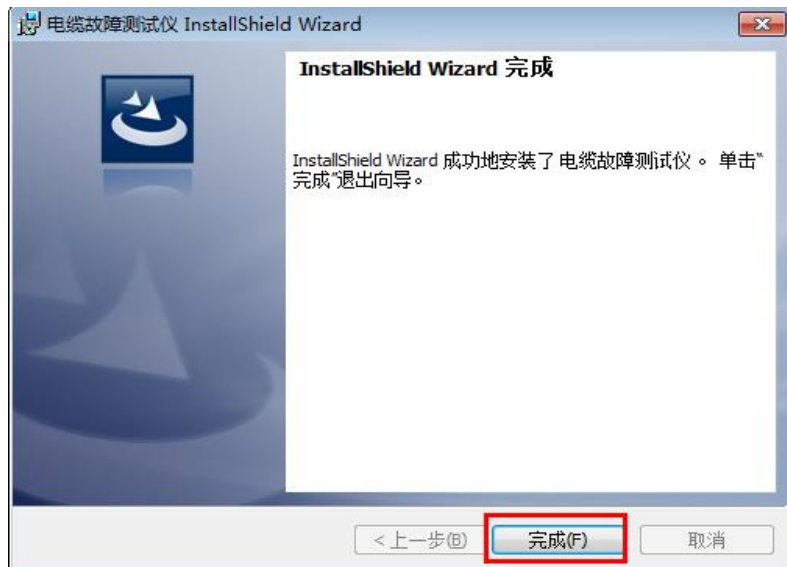 电缆故障测试仪 InstallShield Wizard
InstallShield Wizard 完成
InstallShield Wizard 成功地安装了 电缆故障测试仪 。 单击“
完成”退出向导。
<上一步(B)
完成(F)
取消